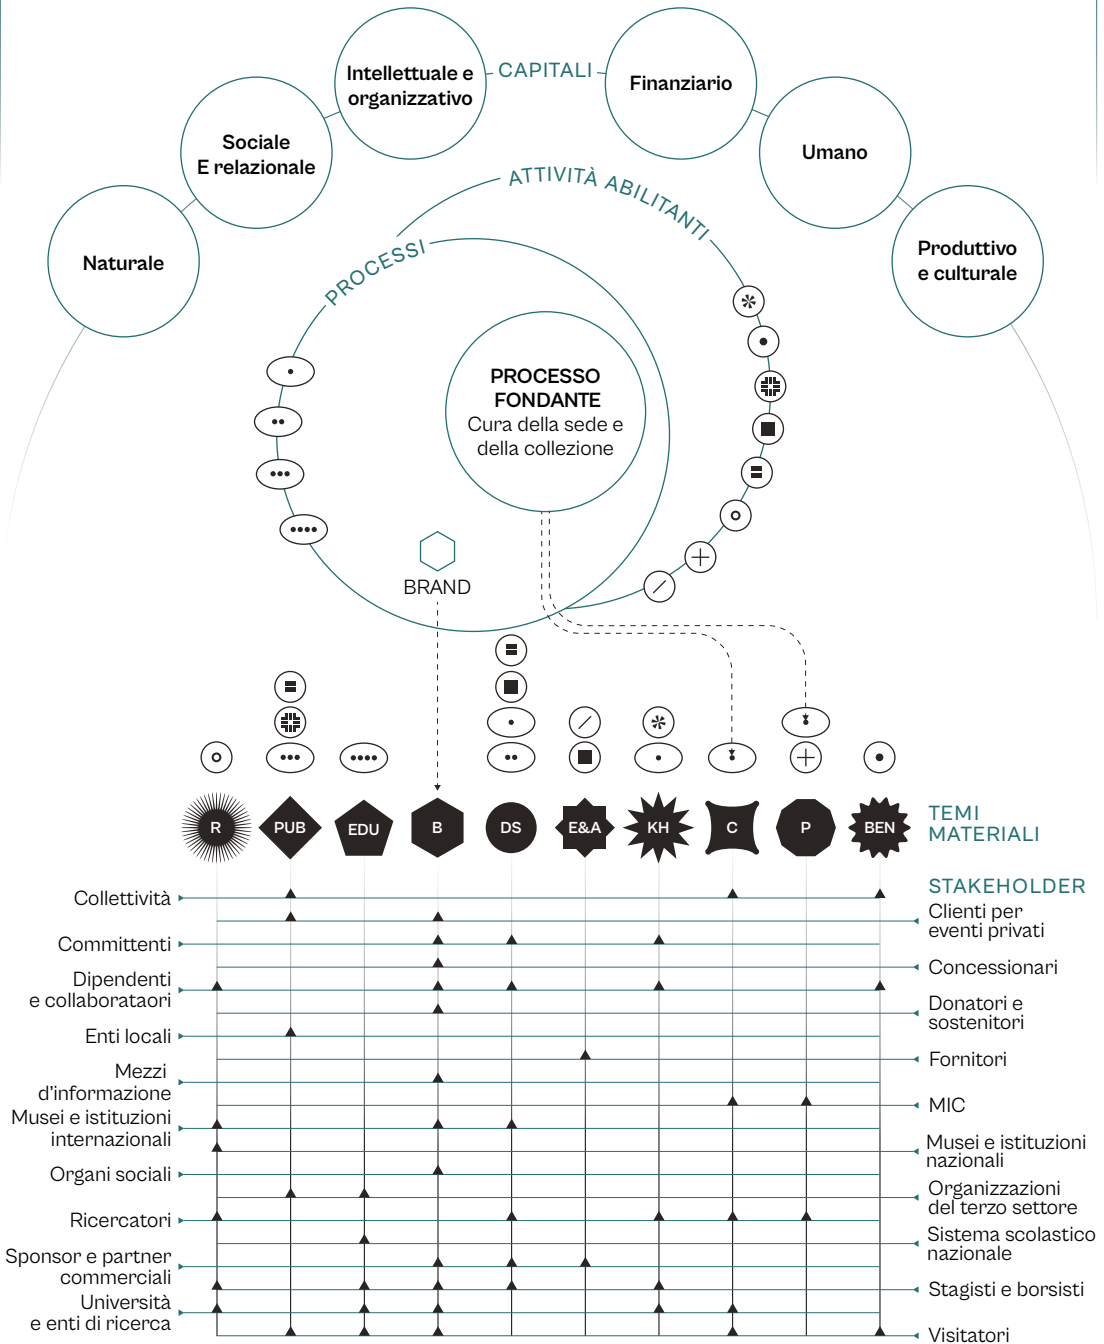 Intellettuale e
organizzativo
CAPITALI
Finanziario
Sociale
E relazionale
Umano
Naturale
Produttivo
e culturale
ATTIVITÀ ABILITANTI
PROCESSI
PROCESSO
FONDANTE
Cura della sede e
della collezione
BRAND
R
PUB
EDU
B
DS
E&A
KH
C
P
BEN
TEMI
MATERIALI
STAKEHOLDER
Collettività
Clienti per
eventi privati
Committenti
Concessionari
Dipendenti
e collaborataori
Donatori e
sostenitori
Enti locali
Fornitori
Mezzi
d'informazione
MIC
Musei e istituzioni
internazionali
Musei e istituzioni
nazionali
Organi sociali
Organizzazioni
del terzo settore
Ricercatori
Sistema scolastico
nazionale
Sponsor e partner
commerciali
Stagisti e borsisti
Università
e enti di ricerca
Visitatori